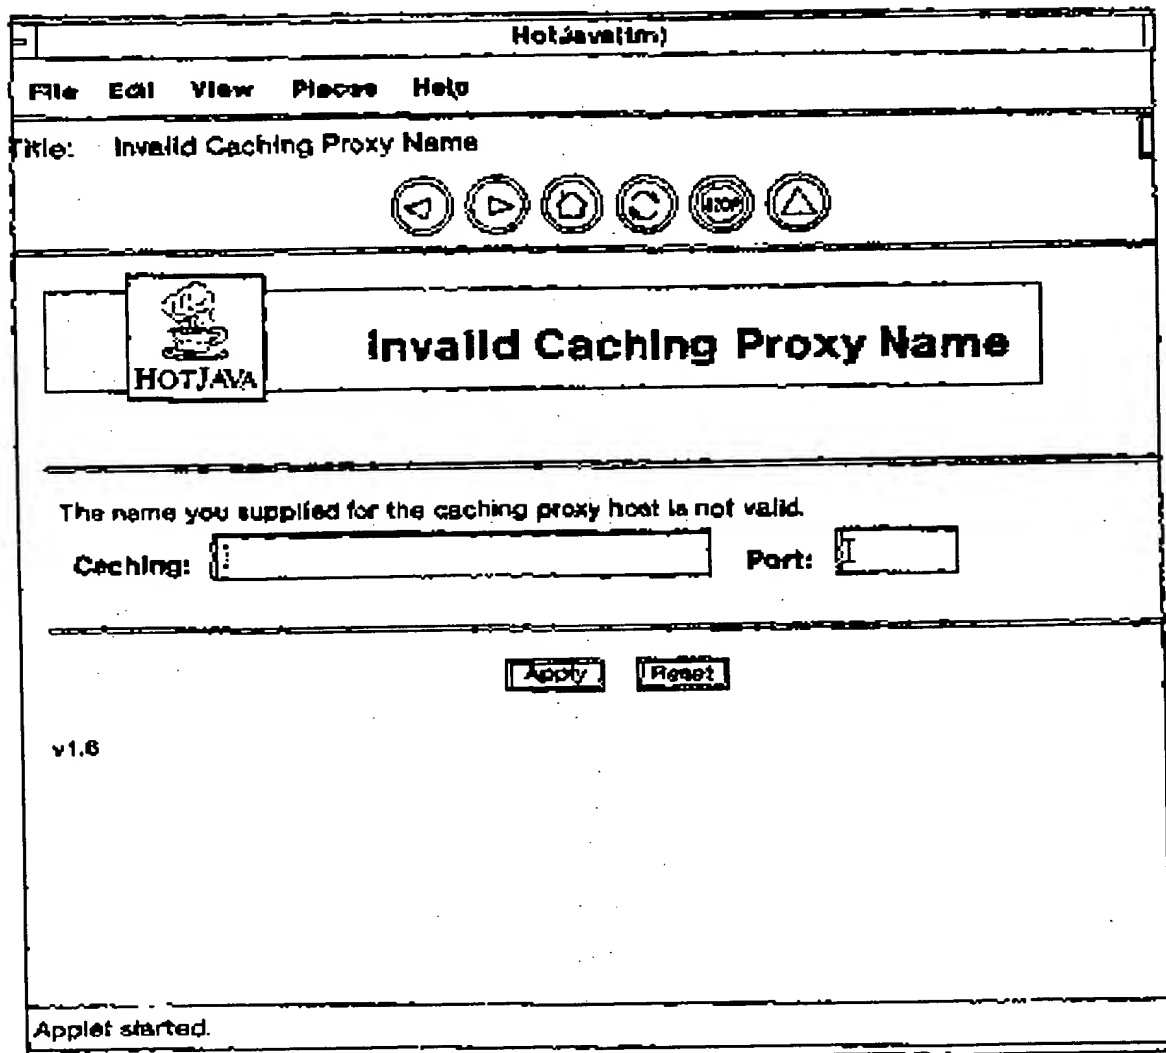 HotJava(tm)
File Edit View Places Help
Title: Invalid Caching Proxy Name
STOP
HOTJAVA
Invalid Caching Proxy Name
The name you supplied for the caching proxy host is not valid.
Caching: Port:
Apply Reset
v1.6
Applet started.